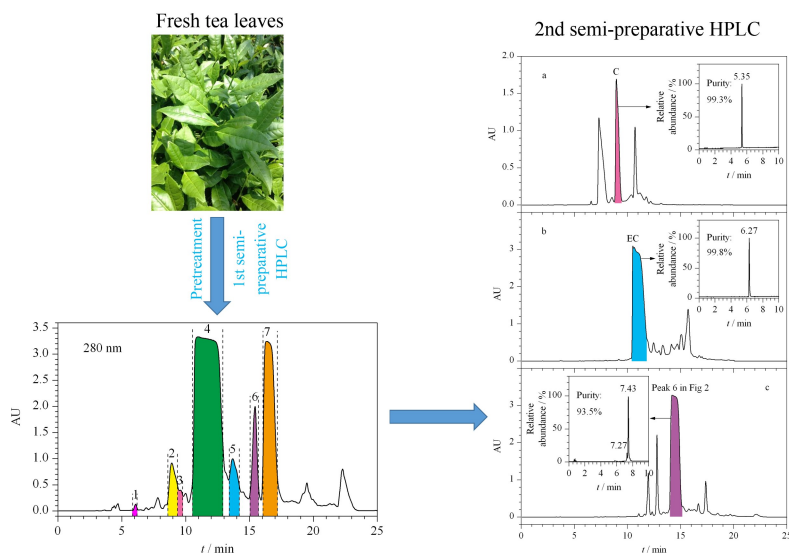 Fresh tea leaves
Pretreatment
1st semi-
preparative
HPLC
280 nm
1
2
3
4
5
6
7
AU
3.5
3.0
2.5
2.0
1.5
1.0
0.5
0.0
0 5 10 15 20 25
t / min
2nd semi-preparative HPLC
a
C
AU
2.0
1.5
1.0
0.5
0.0
Relative
abundance / %
100
50
0
Purity:
99.3%
5.35
0 2 4 6 8 10
t / min
b
EC
AU
3
2
1
0
Relative
abundance / %
100
50
0
Purity:
99.8%
6.27
0 2 4 6 8 10
t / min
c
Peak 6 in Fig 2
AU
3
2
1
0
Relative
abundance / %
100
50
0
Purity:
93.5%
7.43
7.27
0 2 4 6 8 10
t / min
0 5 10 15 20 25
t / min